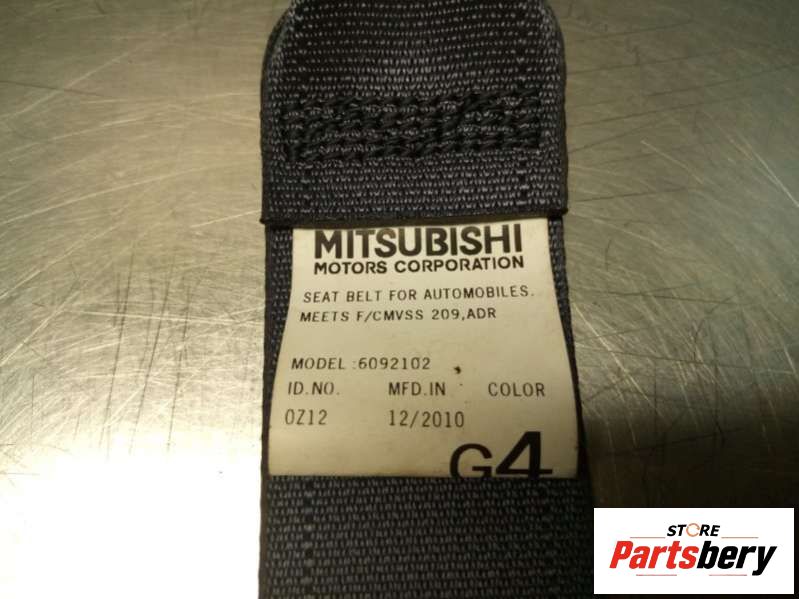 MITSUBISHI
MOTORS CORPORATION
SEAT BELT FOR AUTOMOBILES.
MEETS F/CMVSS 209,ADR
MODEL :6092102
ID.NO. MFD.IN COLOR
0Z12 12/2010
G4
STORE
Partsbery